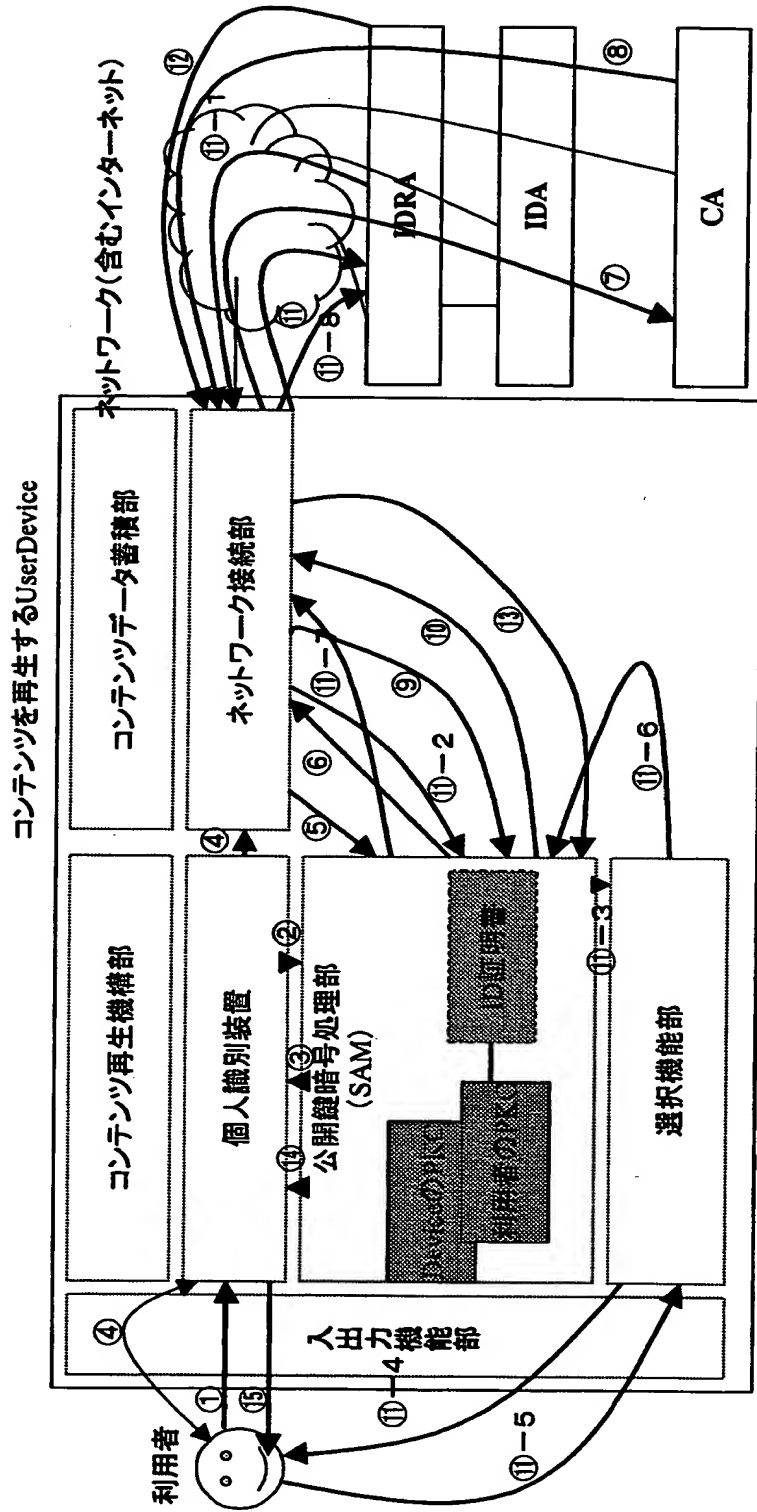 コンテンツを再生するUserDevice
ネットワーク(含むインターネット)
コンテンツ再生機構部
コンテンツデータ蓄積部
個人識別装置
ネットワーク接続部
公開鍵暗号処理部
(SAM)
DeviceのPKC
利用者のPKC
ID証明書
選択機能部
入出力機能部
利用者
IDRA
IDA
CA
①
②
③
④
④
⑤
⑥
⑦
⑧
⑨
⑩
⑪
⑪-1
⑪-2
⑪-3
⑪-4
⑪-5
⑪-6
⑪-7
⑪-8
⑫
⑬
⑭
⑮